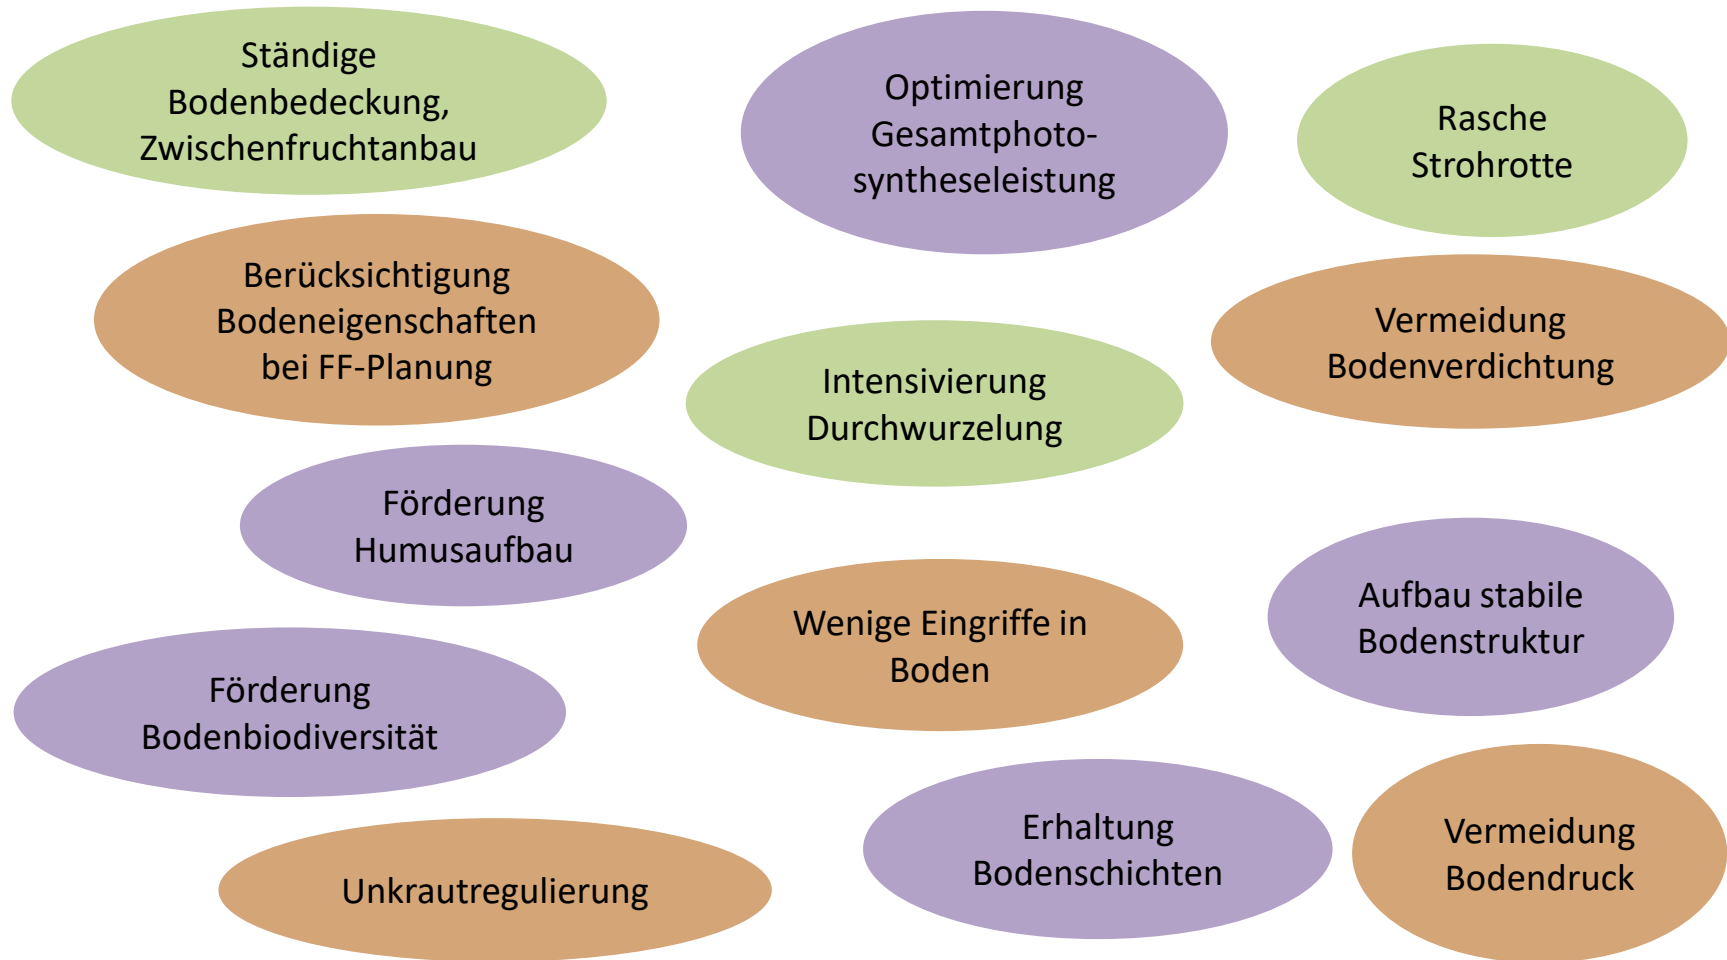 Ständige
Bodenbedeckung,
Zwischenfruchtanbau
Optimierung
Gesamtphoto-
syntheseleistung
Rasche
Strohrotte
Berücksichtigung
Bodeneigenschaften
bei FF-Planung
Vermeidung
Bodenverdichtung
Intensivierung
Durchwurzelung
Förderung
Humusaufbau
Wenige Eingriffe in
Boden
Aufbau stabile
Bodenstruktur
Förderung
Bodenbiodiversität
Erhaltung
Bodenschichten
Vermeidung
Bodendruck
Unkrautregulierung